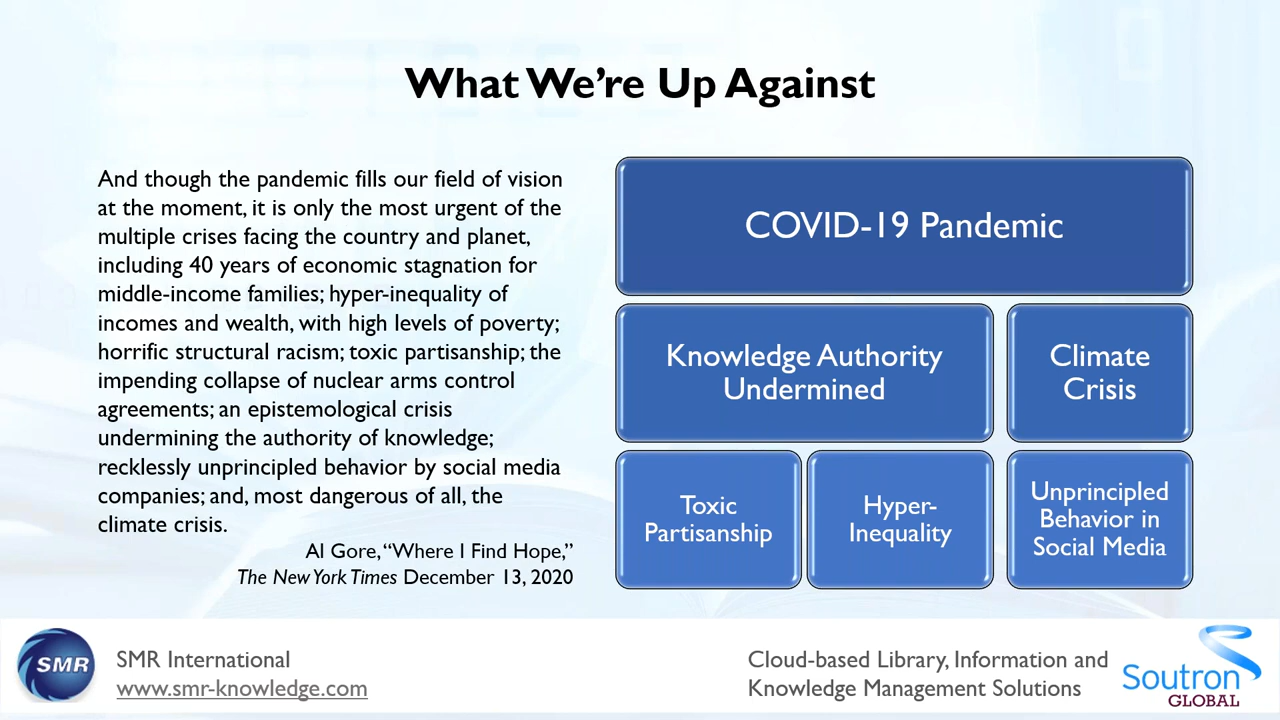 What We're Up Against
And though the pandemic fills our field of vision
at the moment, it is only the most urgent of the
multiple crises facing the country and planet,
including 40 years of economic stagnation for
middle-income families; hyper-inequality of
incomes and wealth, with high levels of poverty;
horrific structural racism; toxic partisanship; the
impending collapse of nuclear arms control
agreements; an epistemological crisis
undermining the authority of knowledge;
recklessly unprincipled behavior by social media
companies; and, most dangerous of all, the
climate crisis.
Al Gore, “Where I Find Hope,”
The New York Times December 13, 2020
COVID-19 Pandemic
Knowledge Authority
Undermined
Climate
Crisis
Toxic
Partisanship
Hyper-
Inequality
Unprincipled
Behavior in
Social Media
SMR
SMR International
www.smr-knowledge.com
Cloud-based Library, Information and
Knowledge Management Solutions
Soutron
GLOBAL